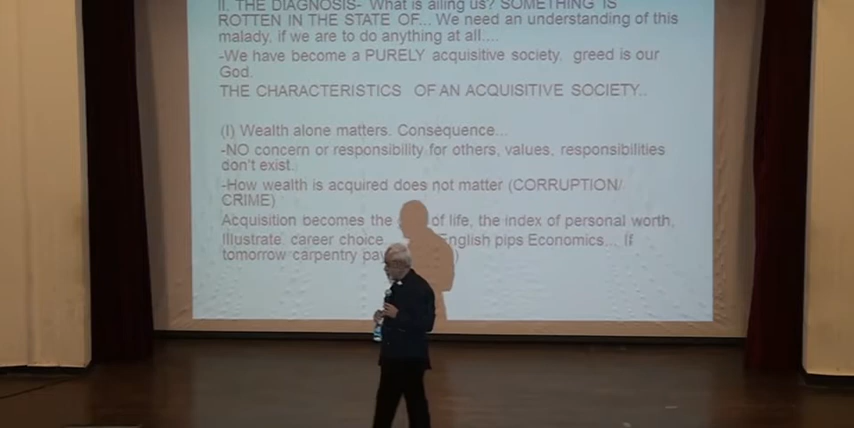 II. THE DIAGNOSIS- What is ailing us? SOMETHING IS
ROTTEN IN THE STATE OF... We need an understanding of this
malady, if we are to do anything at all....
-We have become a PURELY acquisitive society, greed is our
God.
THE CHARACTERISTICS OF AN ACQUISITIVE SOCIETY..
(I) Wealth alone matters. Consequence...
-NO concern or responsibility for others, values, responsibilities
don't exist.
-How wealth is acquired does not matter (CORRUPTION/
CRIME)
Acquisition becomes the of life, the index of personal worth.
Illustrate. career choice English pips Economics... If
tomorrow carpentry )